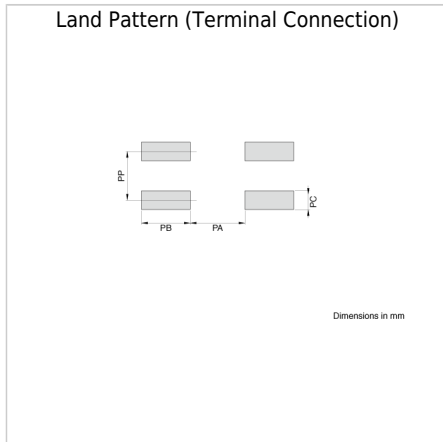 Land Pattern (Terminal Connection)
PP
PC
PB
PA
Dimensions in mm